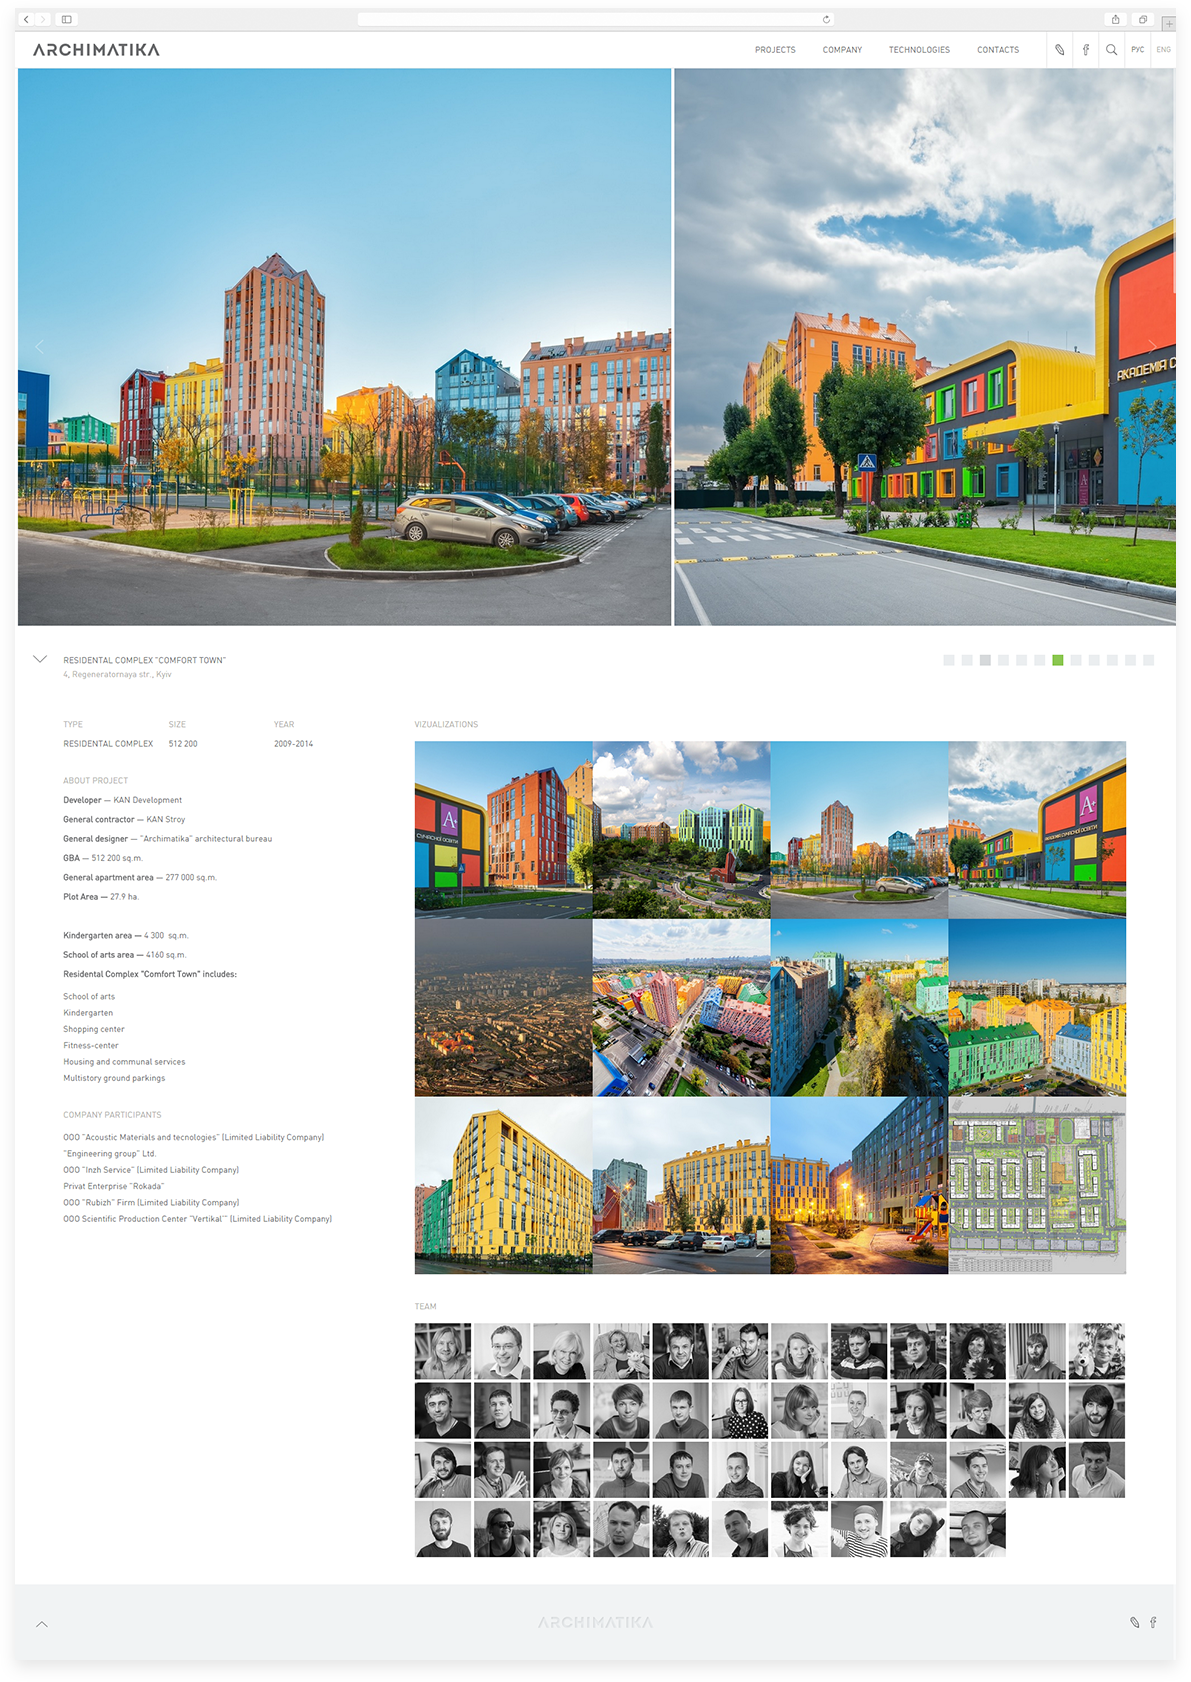 ARCHIMATIKA
PROJECTS COMPANY TECHNOLOGIES CONTACTS РУС ENG
АКАДЕМІЯ С
RESIDENTAL COMPLEX "COMFORT TOWN"
4, Regeneratornaya str., Kyiv
TYPE SIZE YEAR
RESIDENTAL COMPLEX 512 200 2009-2014
ABOUT PROJECT
Developer — KAN Development
General contractor — KAN Stroy
General designer — "Archimatika" architectural bureau
GBA — 512 200 sq.m.
General apartment area — 277 000 sq.m.
Plot Area — 27.9 ha.
Kindergarten area — 4 300 sq.m.
School of arts area — 4160 sq.m.
Residental Complex "Comfort Town" includes:
School of arts
Kindergarten
Shopping center
Fitness-center
Housing and communal services
Multistory ground parkings
COMPANY PARTICIPANTS
OOO "Acoustic Materials and tecnologies" (Limited Liability Company)
"Engineering group" Ltd.
OOO "Inzh Service" (Limited Liability Company)
Privat Enterprise "Rokada"
OOO "Rubizh" Firm (Limited Liability Company)
OOO Scientific Production Center "Vertikal'" (Limited Liability Company)
VIZUALIZATIONS
A+
СУЧАСНОЇ ОСВІТИ
A+
АКАДЕМІЯ СУЧАСНОЇ ОСВІТИ
TEAM
ARCHIMATIKA